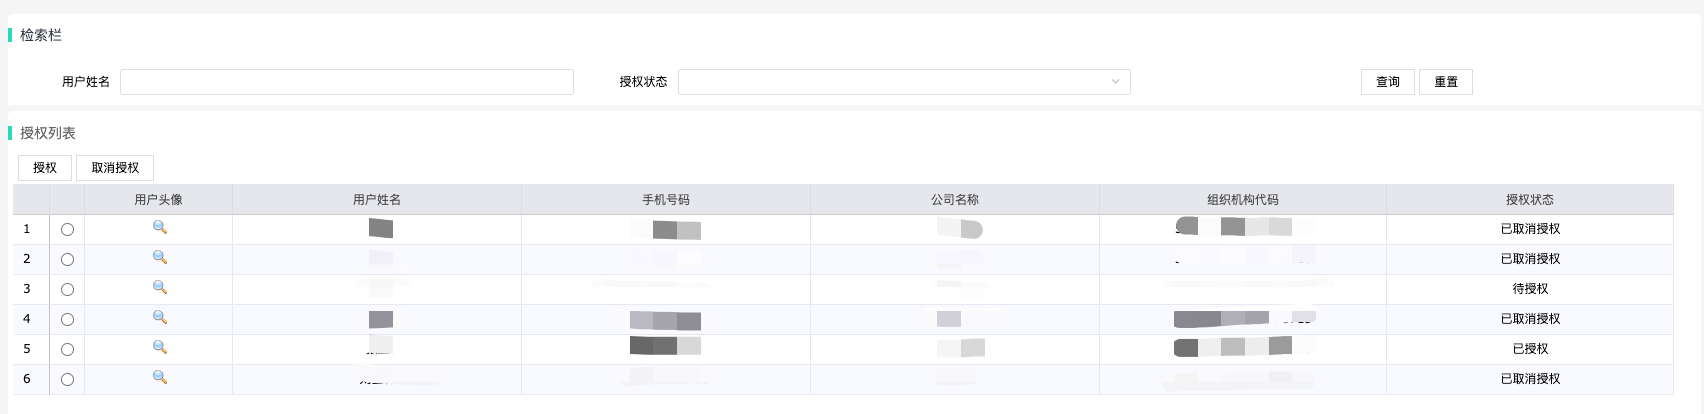 检索栏
用户姓名 授权状态 查询 重置
授权列表
授权 取消授权
用户头像 用户姓名 手机号码 公司名称 组织机构代码 授权状态
1 已取消授权
2 已取消授权
3 待授权
4 已取消授权
5 已授权
6 已取消授权